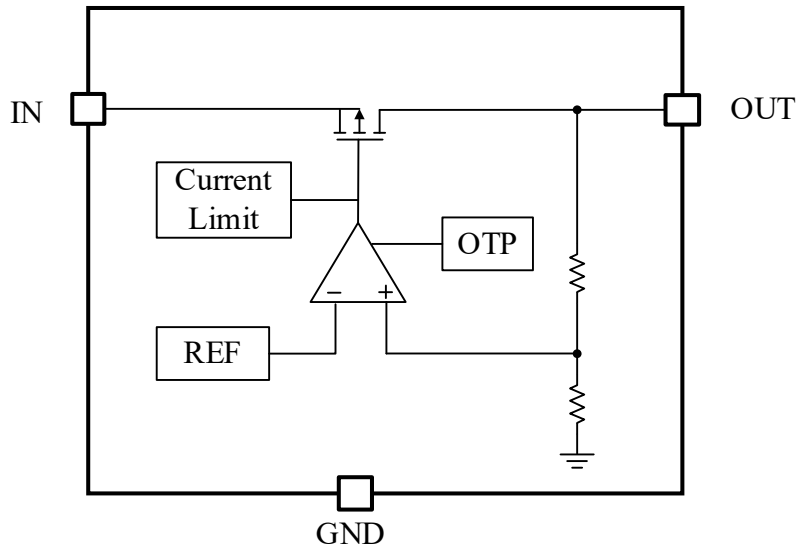 IN
OUT
Current
Limit
OTP
− +
REF
GND